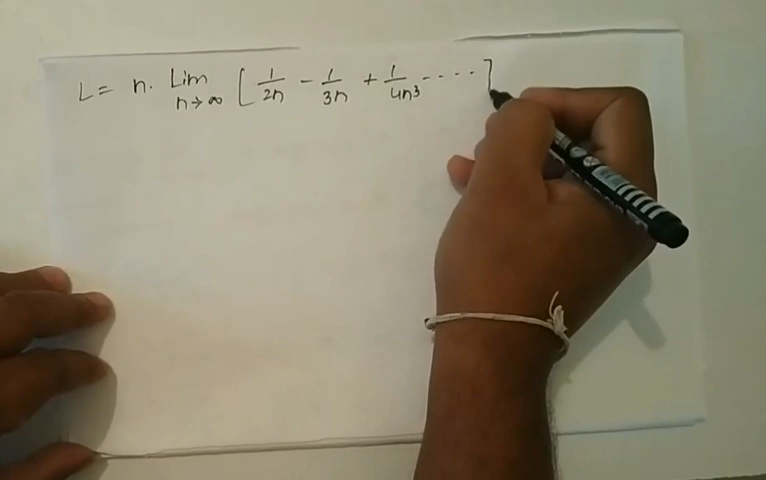 L = n. Lim n→∞ [ 1/2n - 1/3n + 1/4n³ - - - - ]